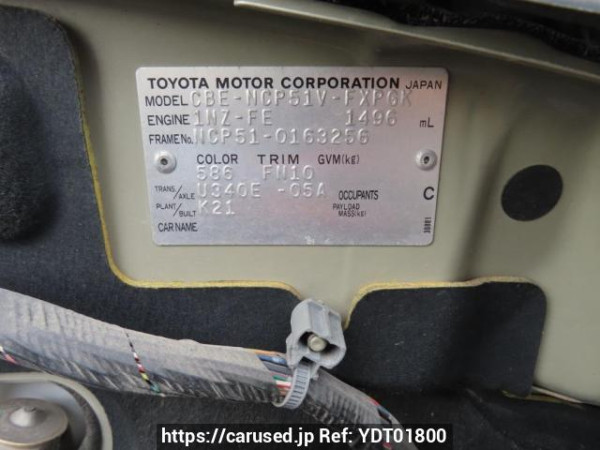 TOYOTA MOTOR CORPORATION JAPAN
MODEL CBE-NCP51V-FXPGK
ENGINE 1NZ-FE 1496 mL
FRAME No. NCP51-0163256
COLOR TRIM GVM(kg)
586 FN10
TRANS./AXLE U340E -05A OCCUPANTS C
PLANT/BUILT K21 PAYLOAD MASS(kg)
CAR NAME
https://carused.jp Ref: YDT01800